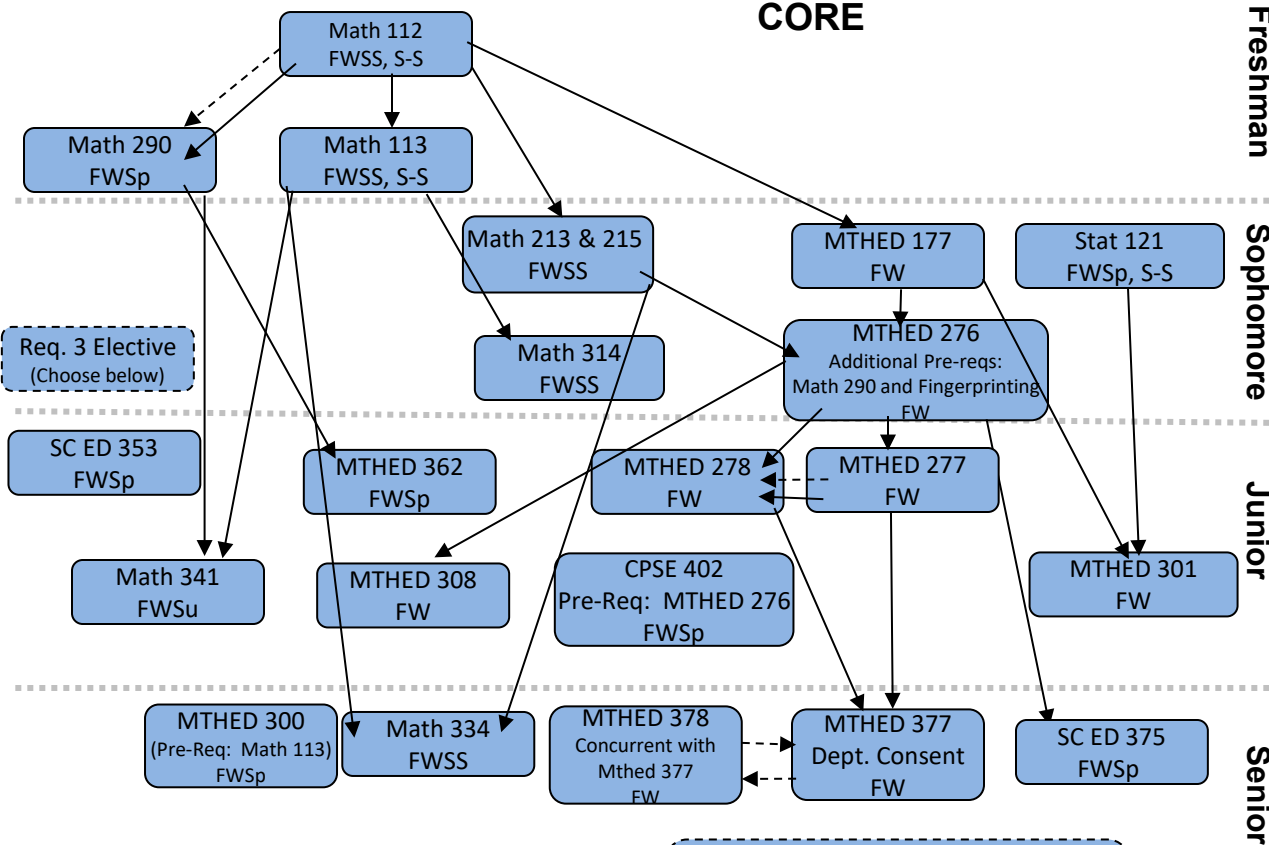 CORE
Freshman
Math 112
FWSS, S-S
Math 290
FWSp
Math 113
FWSS, S-S
Sophomore
Math 213 & 215
FWSS
MTHED 177
FW
Stat 121
FWSp, S-S
Req. 3 Elective
(Choose below)
Math 314
FWSS
MTHED 276
Additional Pre-reqs:
Math 290 and Fingerprinting
FW
Junior
SC ED 353
FWSp
MTHED 362
FWSp
MTHED 278
FW
MTHED 277
FW
Math 341
FWSu
MTHED 308
FW
CPSE 402
Pre-Req: MTHED 276
FWSp
MTHED 301
FW
Senior
MTHED 300
(Pre-Req: Math 113)
FWSp
Math 334
FWSS
MTHED 378
Concurrent with
Mthed 377
FW
MTHED 377
Dept. Consent
FW
SC ED 375
FWSp